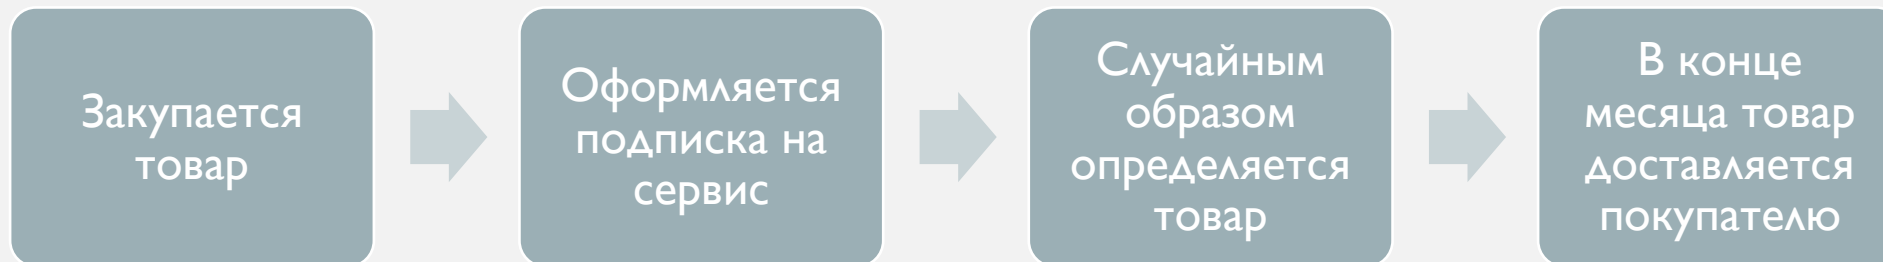 Закупается
товар
Оформляется
подписка на
сервис
Случайным
образом
определяется
товар
В конце
месяца товар
доставляется
покупателю